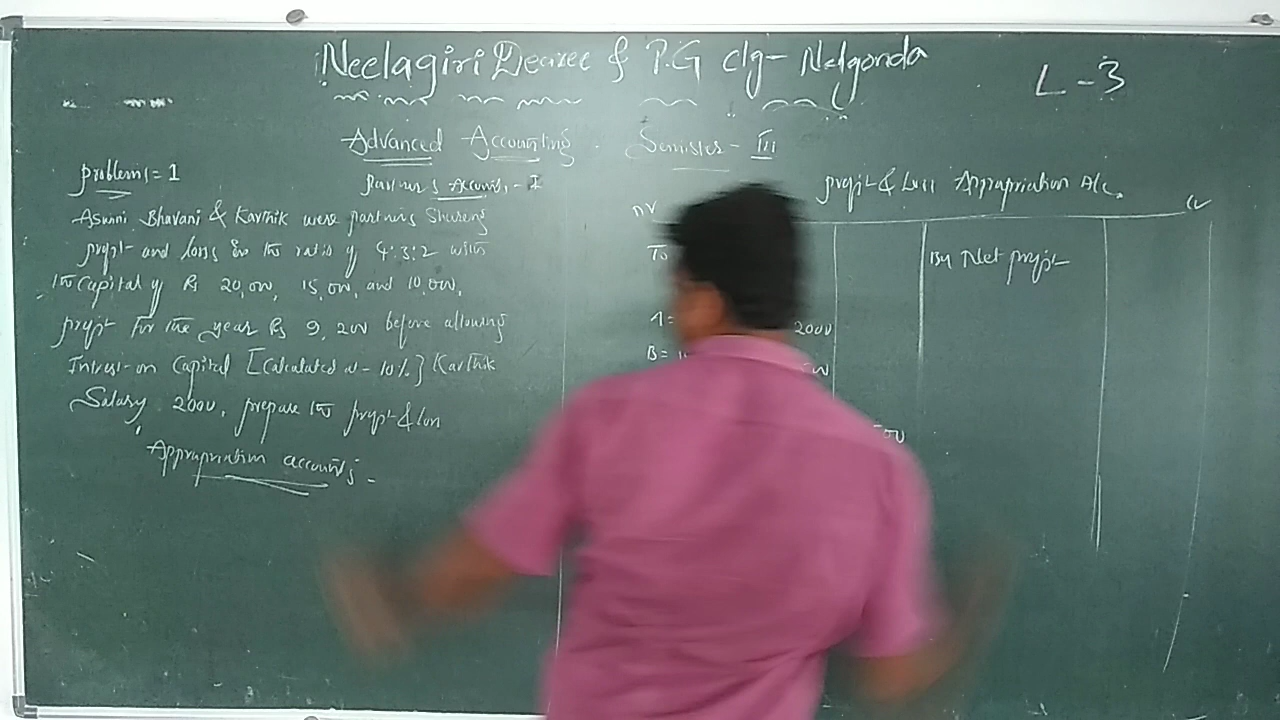 Neelagiri Degree & P.G clg - Nalgonda
L - 3
Advanced Accounting. Semister - III
Partners Accounts - I
problem = 1
Aswini Bhavani & Karthik were partners Sharing
profit and loss in the ratio of 4:3:2 with
the Capital of Rs 20,000, 15,000, and 10,000,
profit for the year Rs 9,200 before allowing
Interest on Capital [Calculated at - 10%] Karthik
Salary 2000, prepare the profit & loss
Appropriation accounts -
profit & Loss Appropriation A/c.
Dr
Cr
To
By Net profit
A =
2000
B =